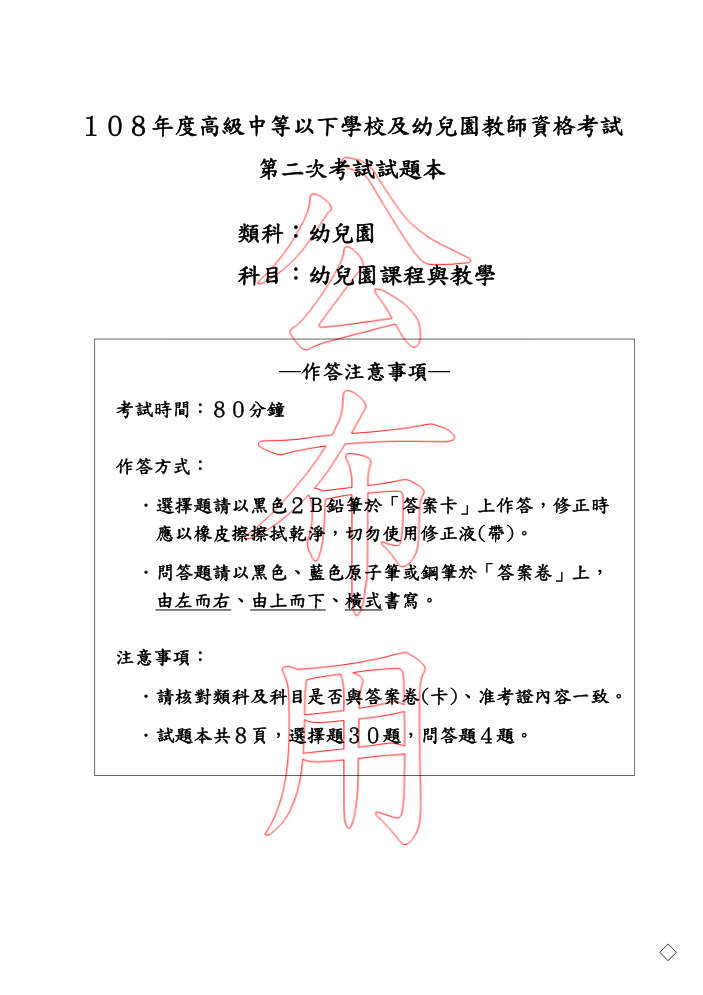 １０８年度高級中等以下學校及幼兒園教師資格考試
第二次考試試題本
類科：幼兒園
科目：幼兒園課程與教學
—作答注意事項—
考試時間：８０分鐘
作答方式：
．選擇題請以黑色２Ｂ鉛筆於「答案卡」上作答，修正時
應以橡皮擦擦拭乾淨，切勿使用修正液(帶)。
．問答題請以黑色、藍色原子筆或鋼筆於「答案卷」上，
由左而右、由上而下、橫式書寫。
注意事項：
．請核對類科及科目是否與答案卷(卡)、准考證內容一致。
．試題本共８頁，選擇題３０題，問答題４題。
公
布
用